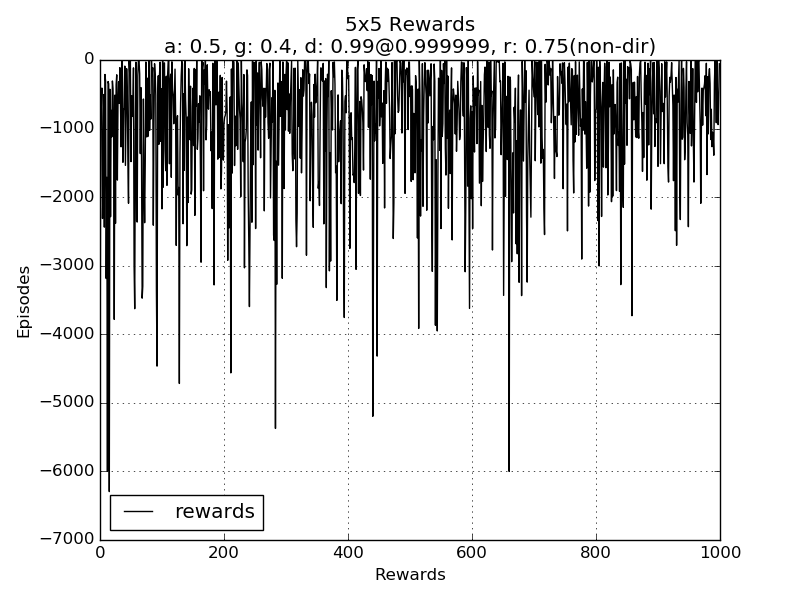 5x5 Rewards
a: 0.5, g: 0.4, d: 0.99@0.999999, r: 0.75(non-dir)
0
−1000
−2000
−3000
−4000
−5000
−6000
−7000
Episodes
rewards
0 200 400 600 800 1000
Rewards